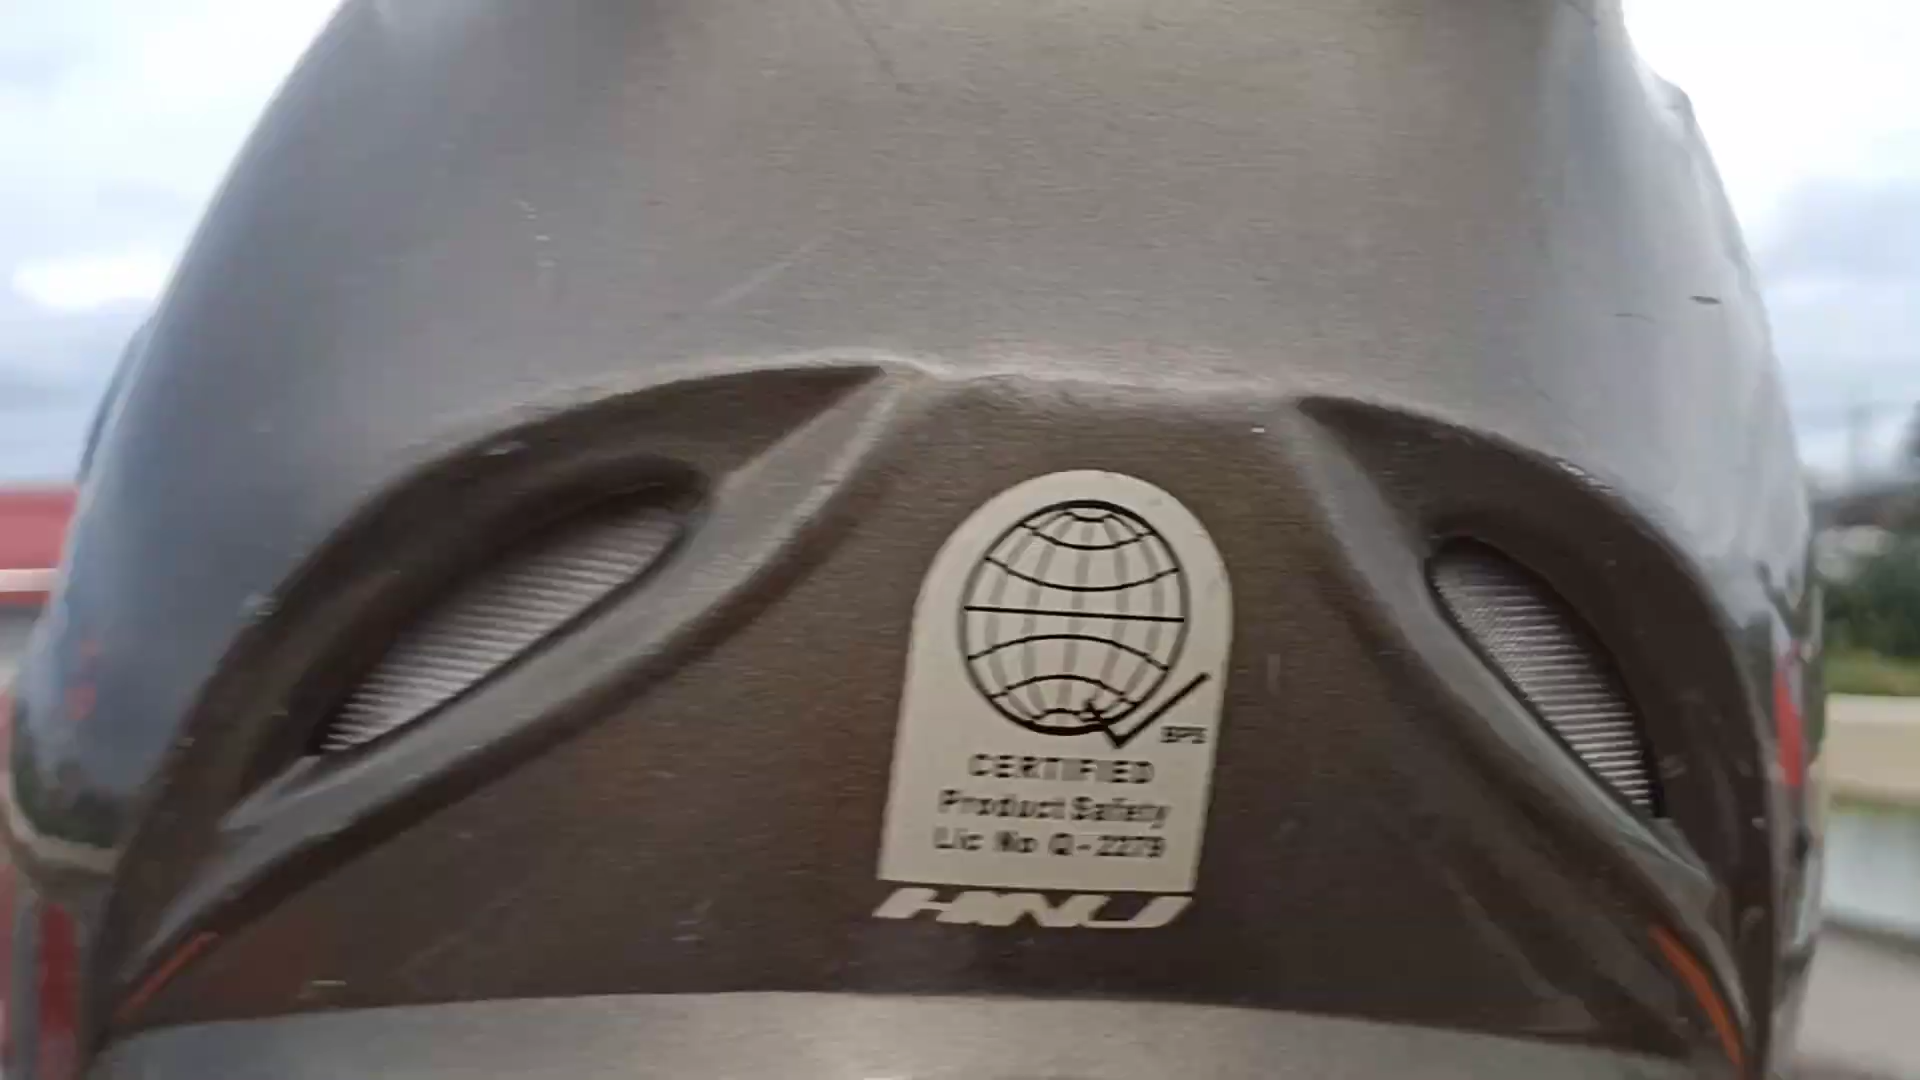 BPS
CERTIFIED
Product Safety
Lic No Q - 2279
HNJ